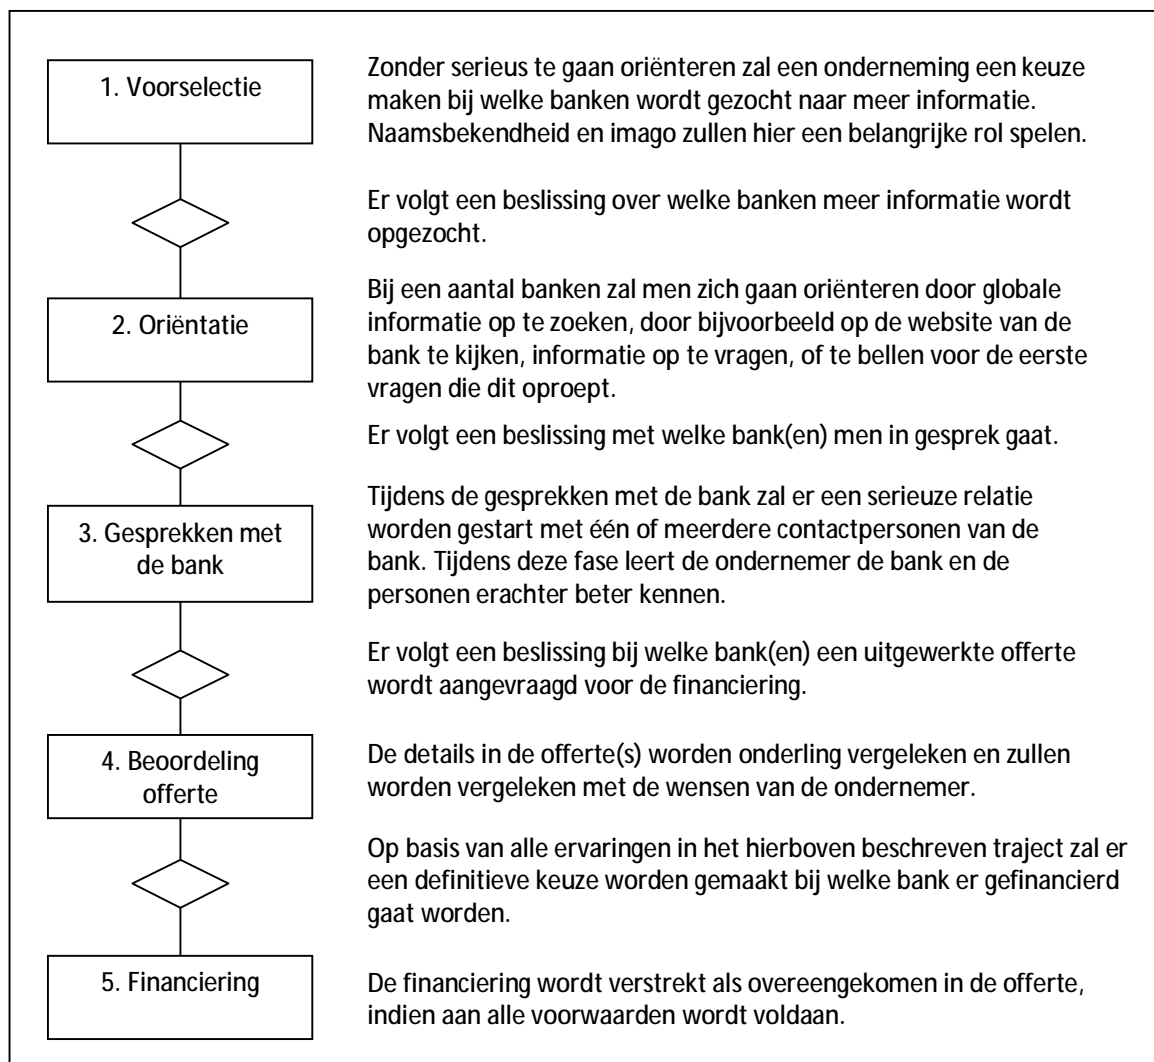 1. Voorselectie
Zonder serieus te gaan oriënteren zal een onderneming een keuze
maken bij welke banken wordt gezocht naar meer informatie.
Naamsbekendheid en imago zullen hier een belangrijke rol spelen.
Er volgt een beslissing over welke banken meer informatie wordt
opgezocht.
2. Oriëntatie
Bij een aantal banken zal men zich gaan oriënteren door globale
informatie op te zoeken, door bijvoorbeeld op de website van de
bank te kijken, informatie op te vragen, of te bellen voor de eerste
vragen die dit oproept.
Er volgt een beslissing met welke bank(en) men in gesprek gaat.
3. Gesprekken met
de bank
Tijdens de gesprekken met de bank zal er een serieuze relatie
worden gestart met één of meerdere contactpersonen van de
bank. Tijdens deze fase leert de ondernemer de bank en de
personen erachter beter kennen.
Er volgt een beslissing bij welke bank(en) een uitgewerkte offerte
wordt aangevraagd voor de financiering.
4. Beoordeling
offerte
De details in de offerte(s) worden onderling vergeleken en zullen
worden vergeleken met de wensen van de ondernemer.
Op basis van alle ervaringen in het hierboven beschreven traject zal er
een definitieve keuze worden gemaakt bij welke bank er gefinancierd
gaat worden.
5. Financiering
De financiering wordt verstrekt als overeengekomen in de offerte,
indien aan alle voorwaarden wordt voldaan.